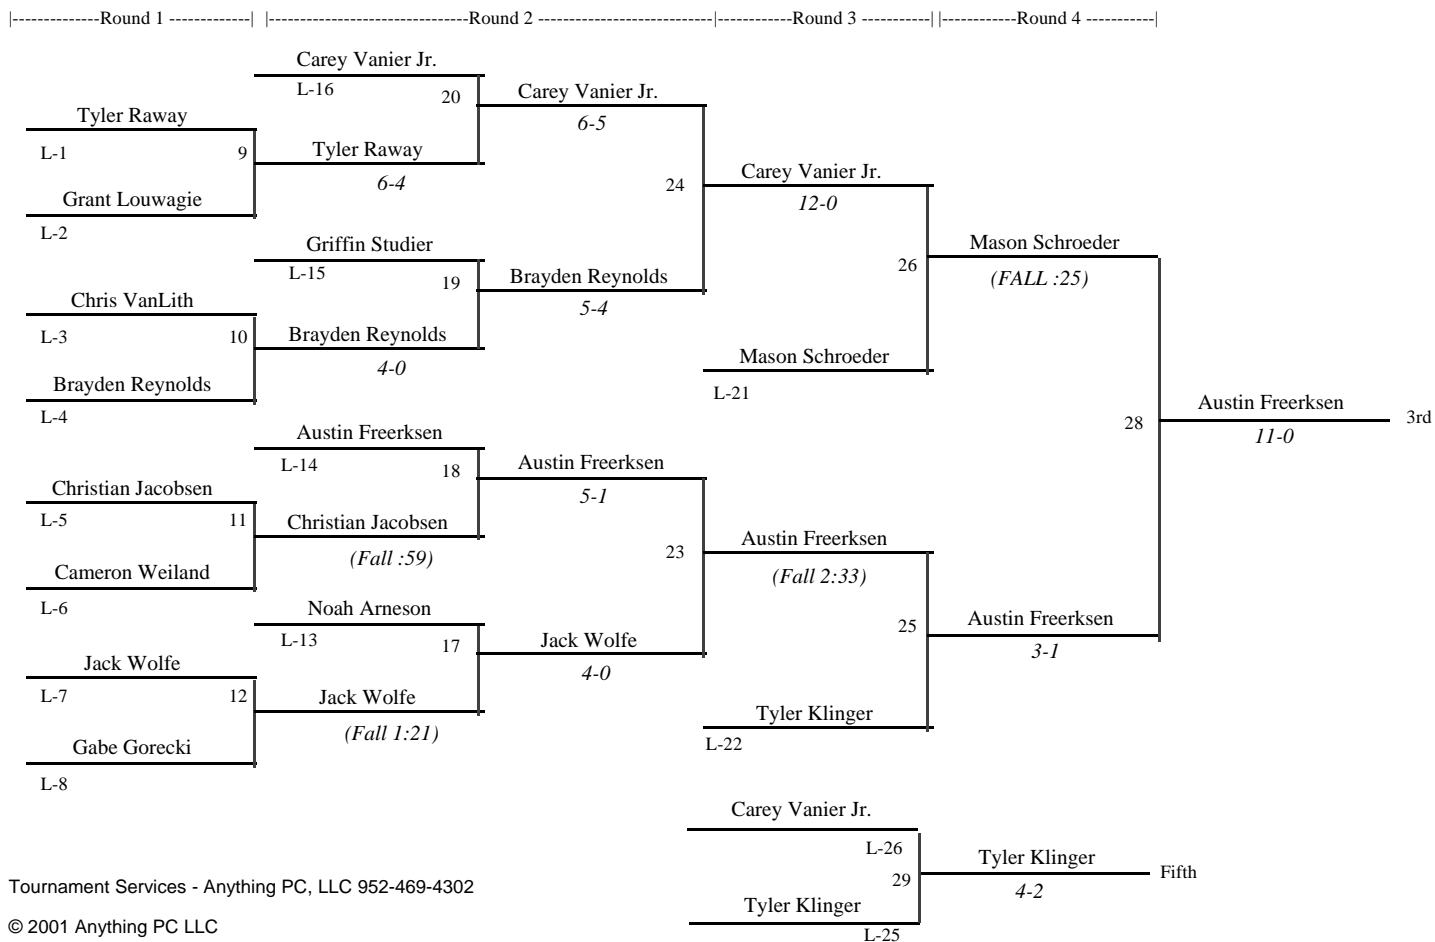 |---------------Round 1 --------------| |----------------------------------Round 2 ------------------------------|-------------Round 3 ------------| |-------------Round 4 ------------|
Carey Vanier Jr.
L-16
20
Carey Vanier Jr.
6-5
Tyler Raway
L-1
9
Tyler Raway
6-4
Grant Louwagie
L-2
24
Carey Vanier Jr.
12-0
Griffin Studier
L-15
19
Brayden Reynolds
5-4
26
Mason Schroeder
(FALL :25)
Chris VanLith
L-3
10
Brayden Reynolds
4-0
Brayden Reynolds
L-4
Mason Schroeder
L-21
28
Austin Freerksen
11-0
3rd
Austin Freerksen
L-14
18
Austin Freerksen
5-1
Christian Jacobsen
L-5
11
Christian Jacobsen
(Fall :59)
Cameron Weiland
L-6
23
Austin Freerksen
(Fall 2:33)
Noah Arneson
L-13
17
Jack Wolfe
4-0
25
Austin Freerksen
3-1
Jack Wolfe
L-7
12
Jack Wolfe
(Fall 1:21)
Gabe Gorecki
L-8
Tyler Klinger
L-22
Carey Vanier Jr.
L-26
29
Tyler Klinger
4-2
Fifth
Tyler Klinger
L-25
Tournament Services - Anything PC, LLC 952-469-4302
© 2001 Anything PC LLC